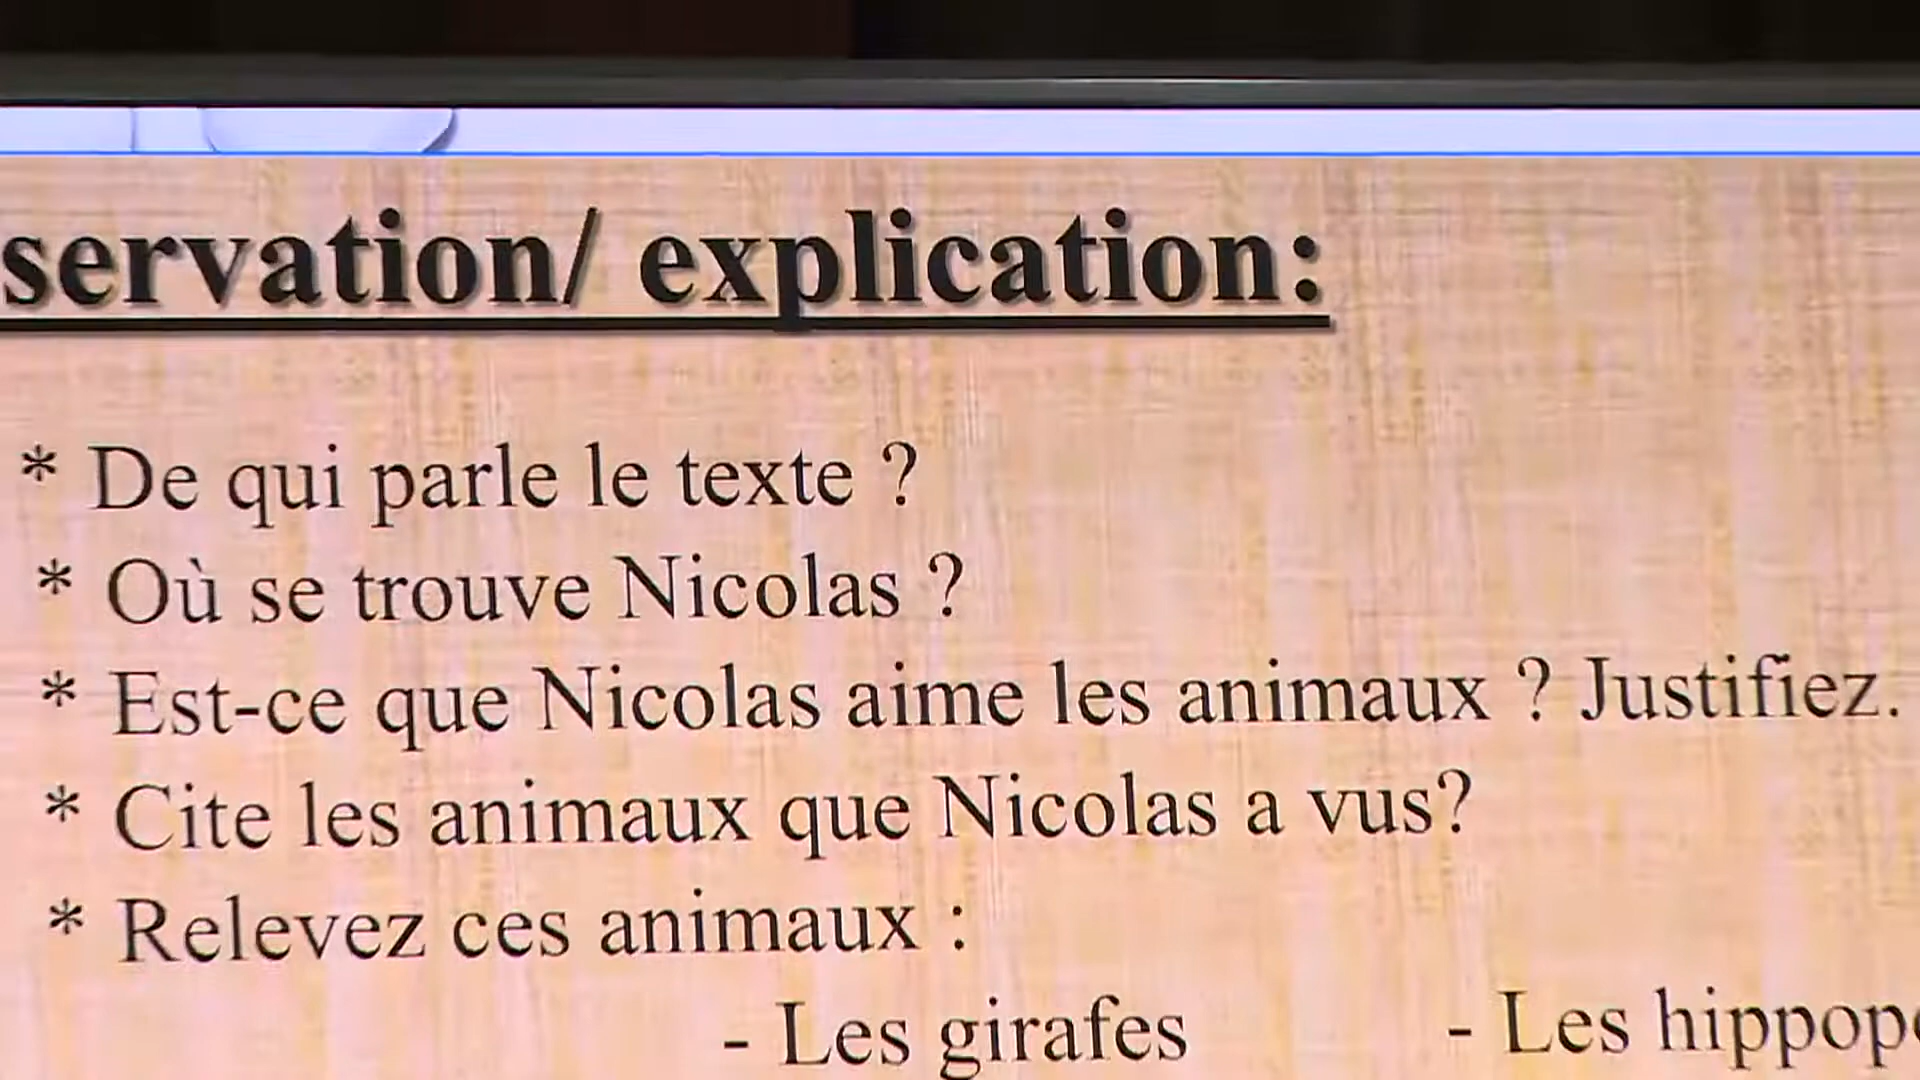 servation/ explication:
* De qui parle le texte ?
* Où se trouve Nicolas ?
* Est-ce que Nicolas aime les animaux ? Justifiez.
* Cite les animaux que Nicolas a vus?
* Relevez ces animaux :
- Les girafes - Les hippop